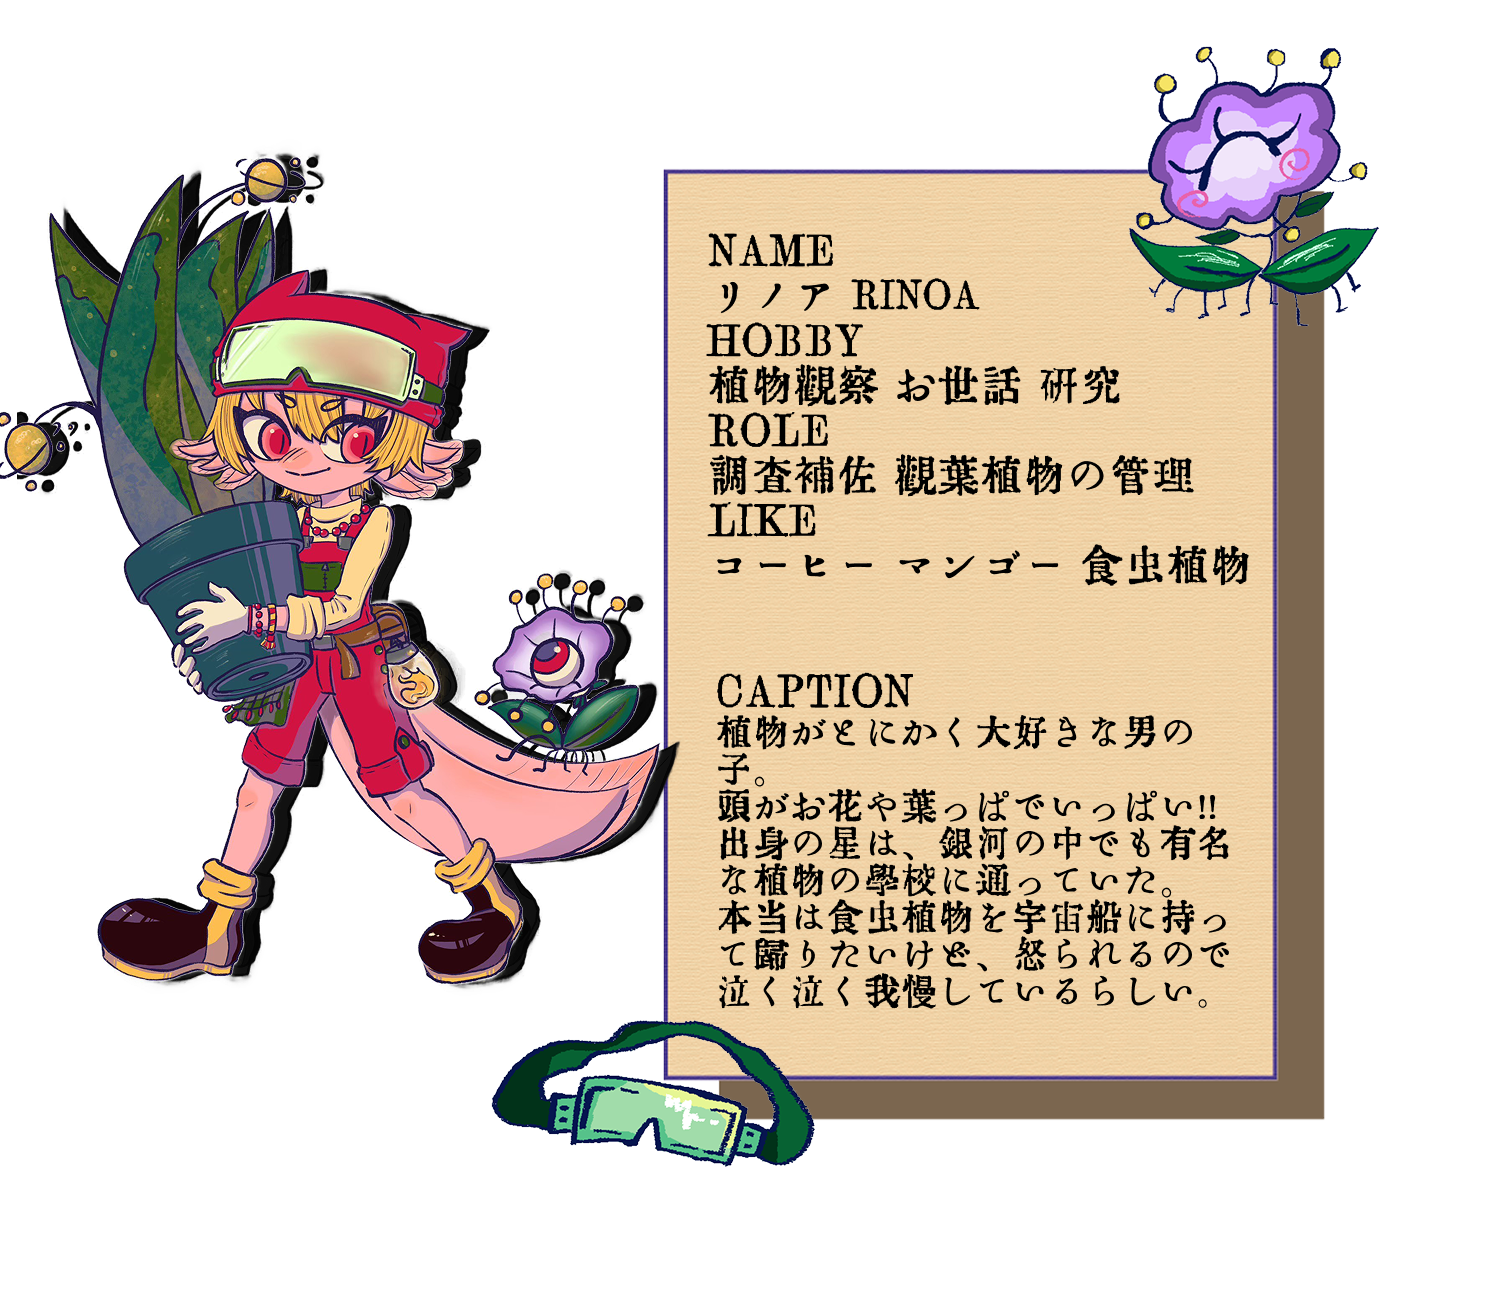 NAME
リノア RINOA
HOBBY
植物觀察 お世話 研究
ROLE
調査補佐 觀葉植物の管理
LIKE
コーヒー マンゴー 食虫植物
CAPTION
植物がとにかく大好きな男の
子。
頭がお花や葉っぱでいっぱい!!
出身の星は、銀河の中でも有名
な植物の學校に通っていた。
本当は食虫植物を宇宙船に持っ
て歸りたいけど、怒られるので
泣く泣く我慢しているらしい。